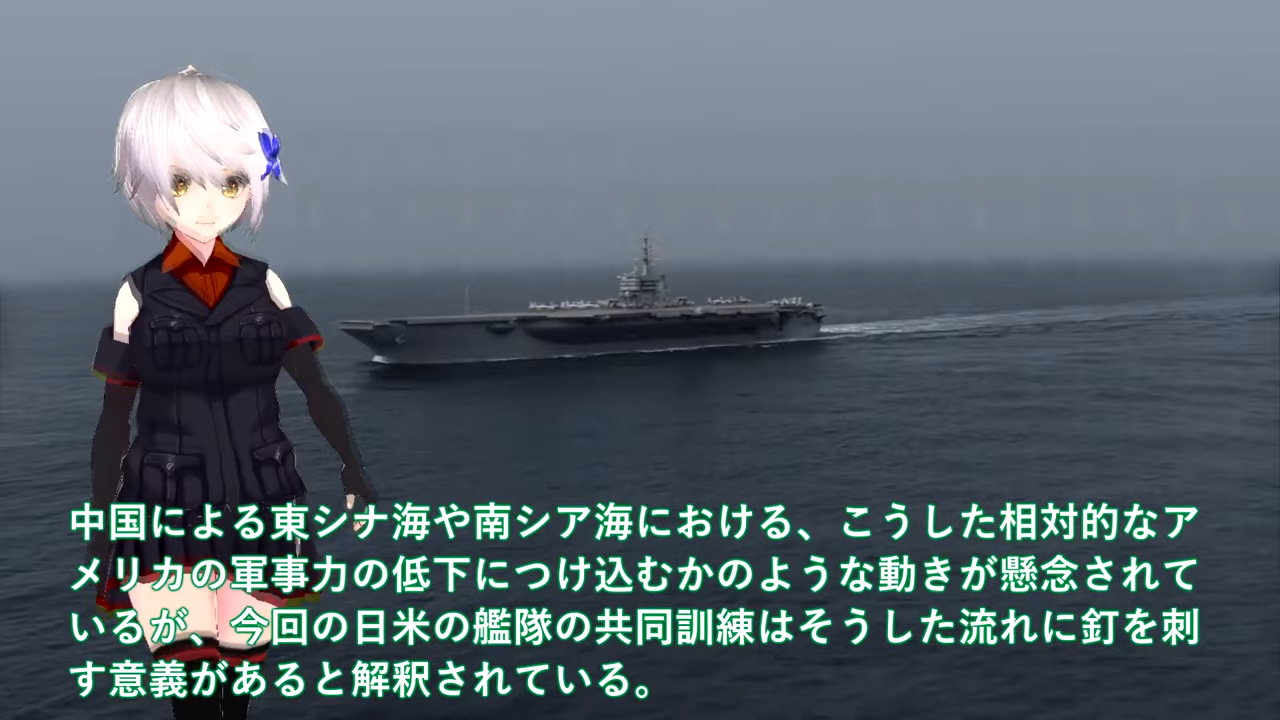 中国による東シナ海や南シア海における、こうした相対的なア
メリカの軍事力の低下につけ込むかのような動きが懸念されて
いるが、今回の日米の艦隊の共同訓練はそうした流れに釘を刺
す意義があると解釈されている。